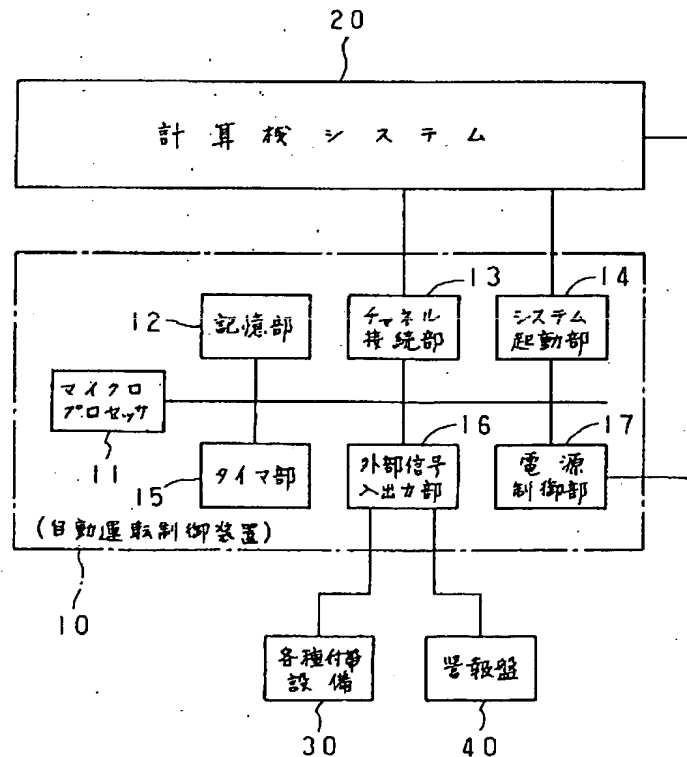 20
計算機システム
13
14
12
記憶部
チャネル
接続部
システム
起動部
マイクロ
プロセッサ
11
16
17
15
タイマ部
外部信号
入出力部
電源
制御部
(自動運転制御装置)
10
各種付帯
設備
警報盤
30
40